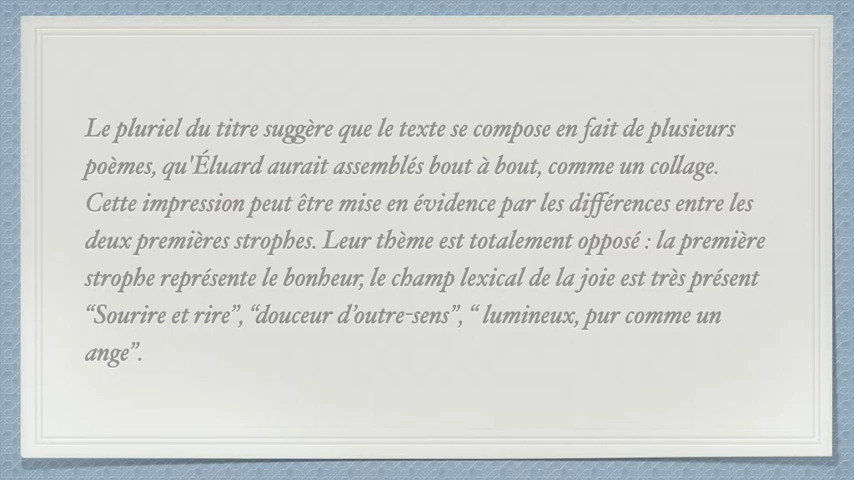 Le pluriel du titre suggère que le texte se compose en fait de plusieurs
poèmes, qu'Éluard aurait assemblés bout à bout, comme un collage.
Cette impression peut être mise en évidence par les différences entre les
deux premières strophes. Leur thème est totalement opposé : la première
strophe représente le bonheur, le champ lexical de la joie est très présent
“Sourire et rire”, “douceur d’outre-sens”, “ lumineux, pur comme un
ange”.